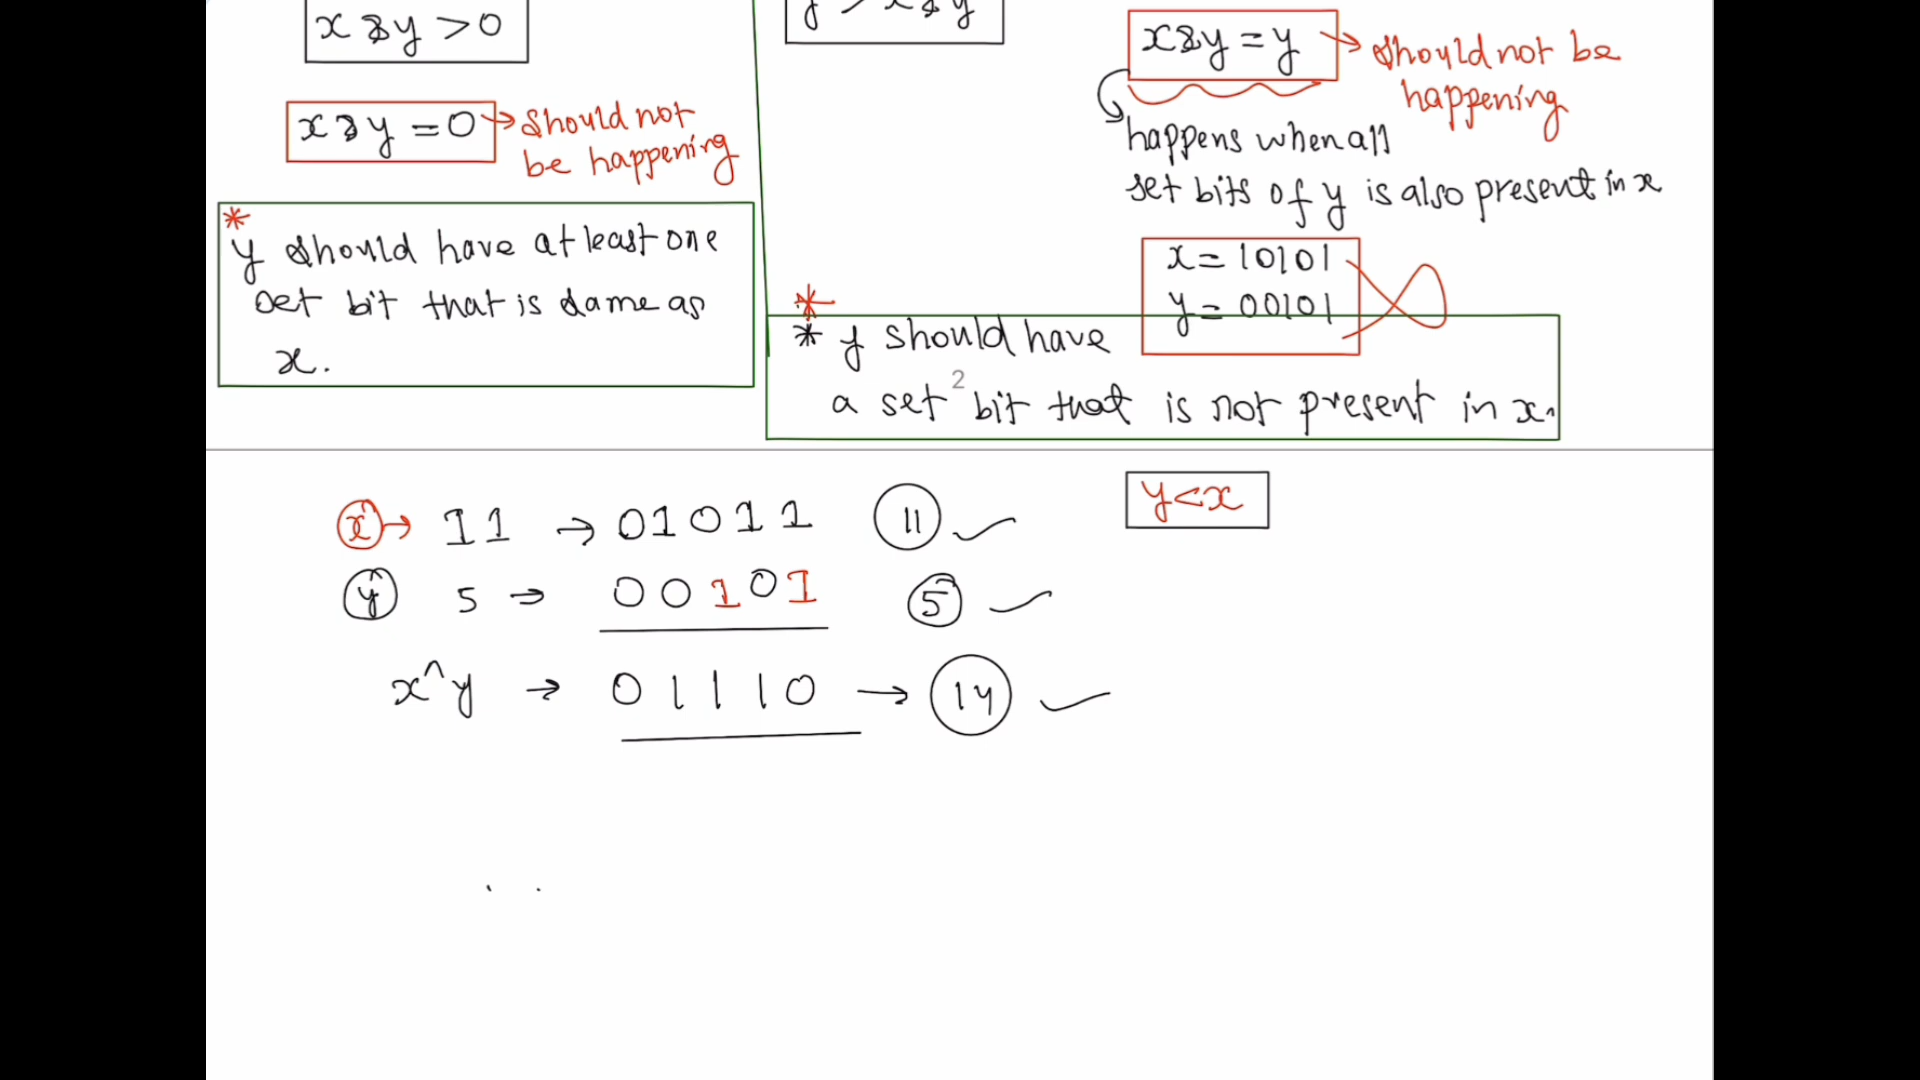 x & y > 0
y > x & y
x & y = y → should not be happening
x & y = 0 → should not be happening
happens when all
set bits of y is also present in x
* y should have at least one
set bit that is same as
x.
x = 10101
y = 00101
*
* y should have
a set 2 bit that is not present in x.
x → 11 → 01011 11
y<x
y 5 → 00101 5
x^y → 01110 → 14